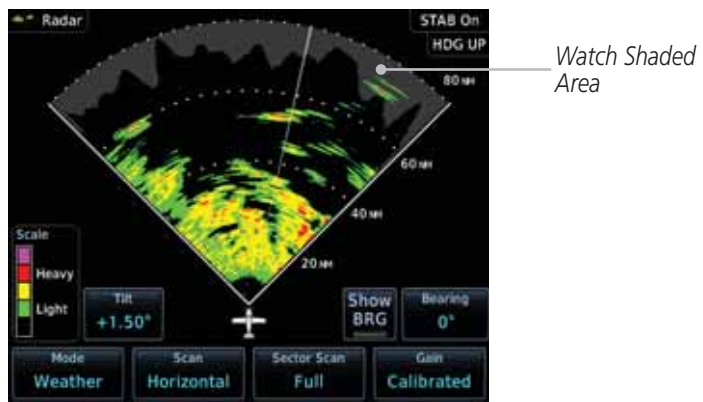 Radar
STAB On
HDG UP
Watch Shaded
Area
80 NM
60 NM
40 NM
20 NM
Scale
Heavy
Light
Tilt
+1.50°
Show
BRG
Bearing
0°
Mode
Weather
Scan
Horizontal
Sector Scan
Full
Gain
Calibrated